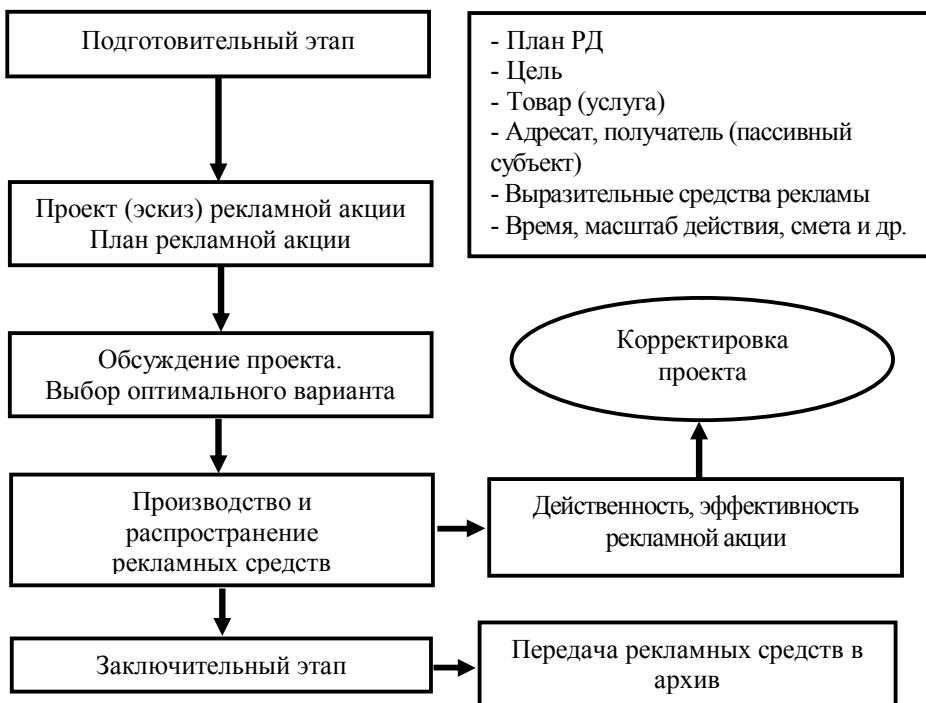 Подготовительный этап
- План РД
- Цель
- Товар (услуга)
- Адресат, получатель (пассивный
субъект)
- Выразительные средства рекламы
- Время, масштаб действия, смета и др.
Проект (эскиз) рекламной акции
План рекламной акции
Обсуждение проекта.
Выбор оптимального варианта
Корректировка
проекта
Производство и
распространение
рекламных средств
Действенность, эффективность
рекламной акции
Заключительный этап
Передача рекламных средств в
архив